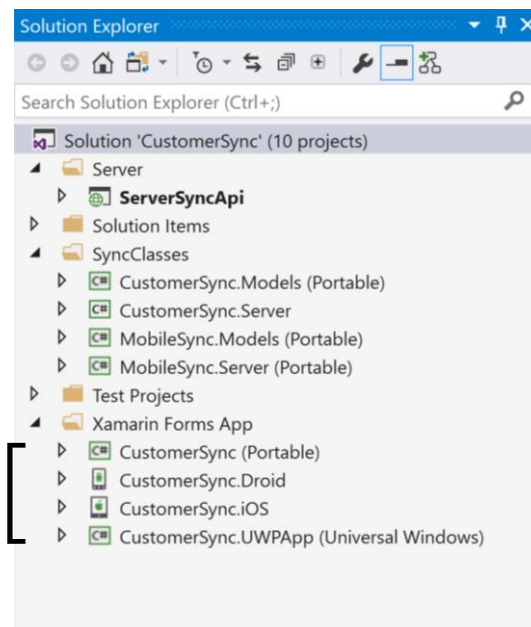 Solution Explorer
Search Solution Explorer (Ctrl+;)
Solution 'CustomerSync' (10 projects)
Server
ServerSyncApi
Solution Items
SyncClasses
C# CustomerSync.Models (Portable)
C# CustomerSync.Server
C# MobileSync.Models (Portable)
C# MobileSync.Server (Portable)
Test Projects
Xamarin Forms App
C# CustomerSync (Portable)
CustomerSync.Droid
CustomerSync.iOS
C# CustomerSync.UWPApp (Universal Windows)